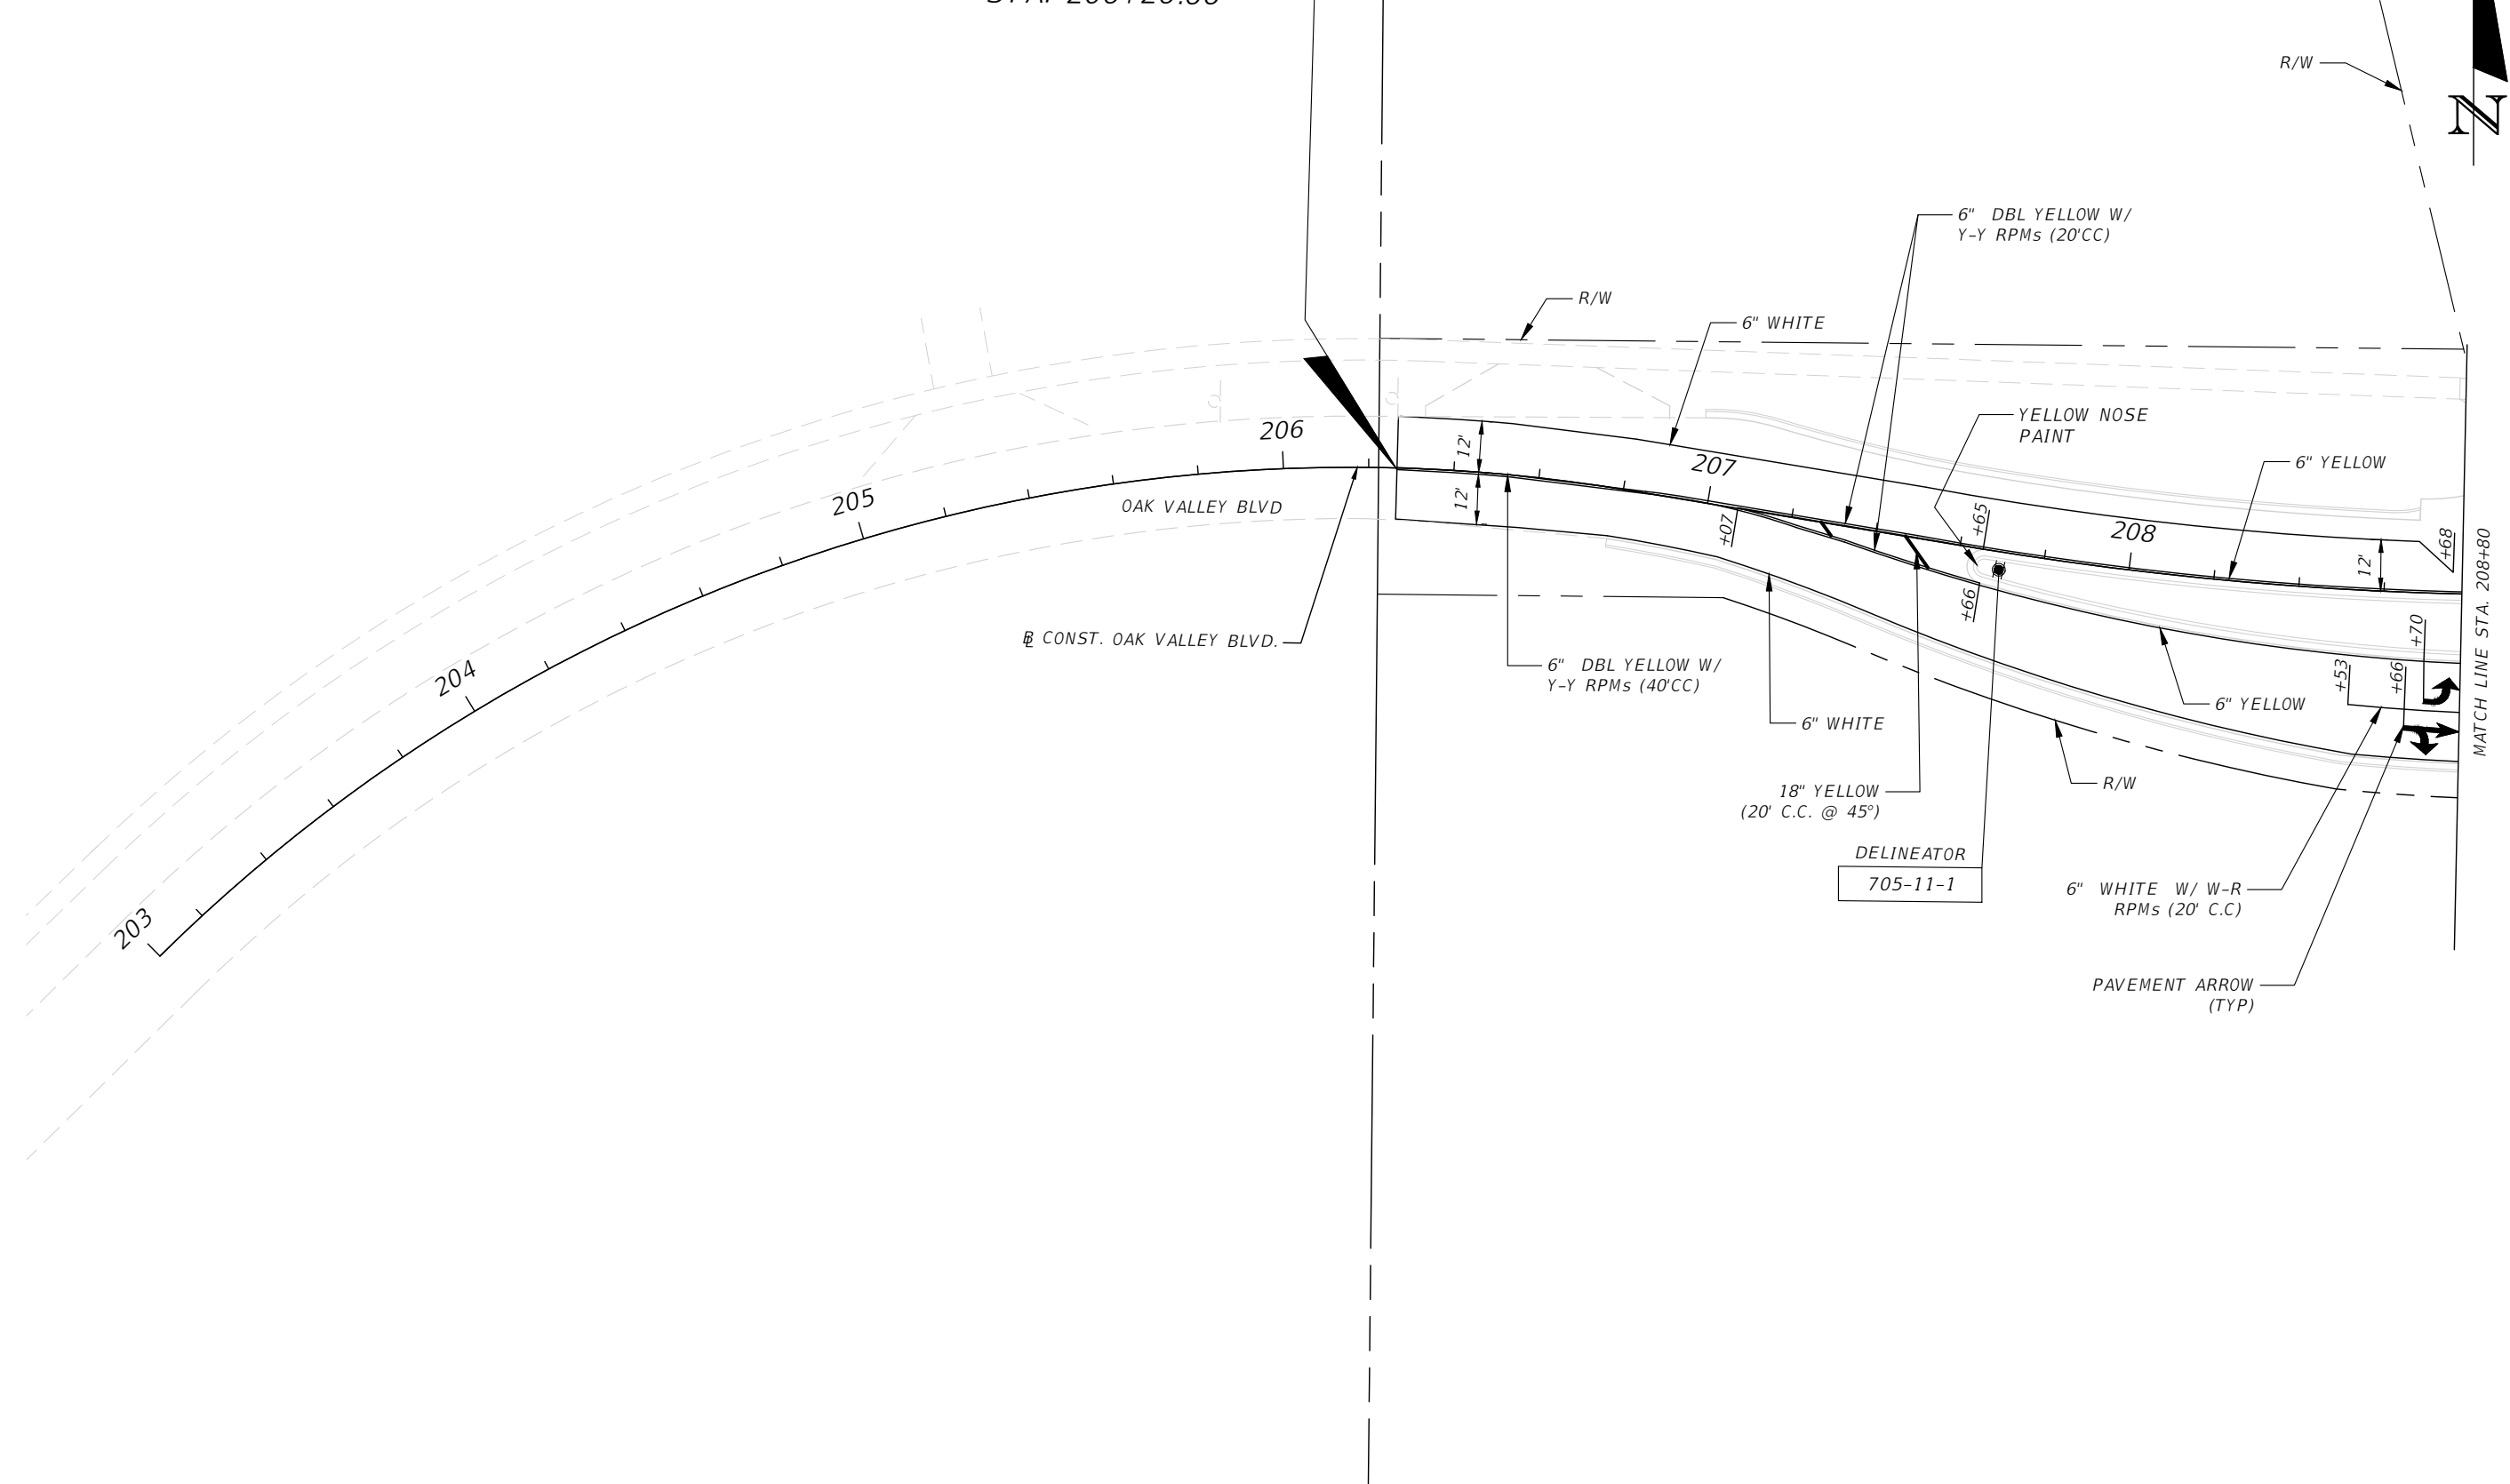 R/W
N
6" DBL YELLOW W/
Y-Y RPMs (20'CC)
R/W
6" WHITE
YELLOW NOSE
PAINT
6" YELLOW
206
12'
207
205
OAK VALLEY BLVD
12'
+07
+65
208
+68
12'
MATCH LINE STA. 208+80
+66
℄ CONST. OAK VALLEY BLVD.
204
6" DBL YELLOW W/
Y-Y RPMs (40'CC)
+70
+53
+66
6" YELLOW
6" WHITE
R/W
18" YELLOW
(20' C.C. @ 45°)
DELINEATOR
705-11-1
6" WHITE W/ W-R
RPMs (20' C.C)
203
PAVEMENT ARROW
(TYP)